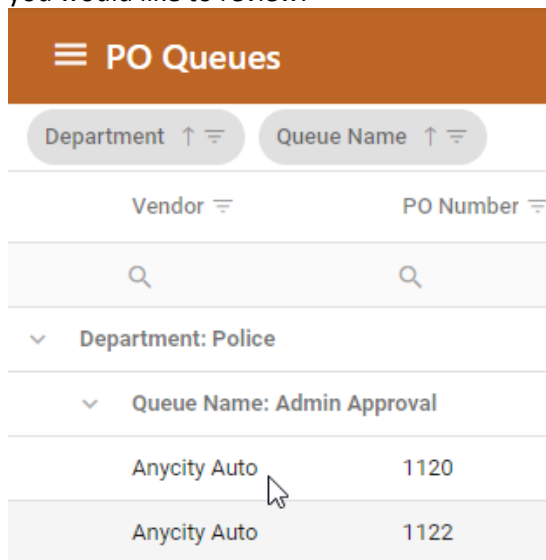 you would like to review.
PO Queues
Department Queue Name
Vendor PO Number
Department: Police
Queue Name: Admin Approval
Anycity Auto 1120
Anycity Auto 1122